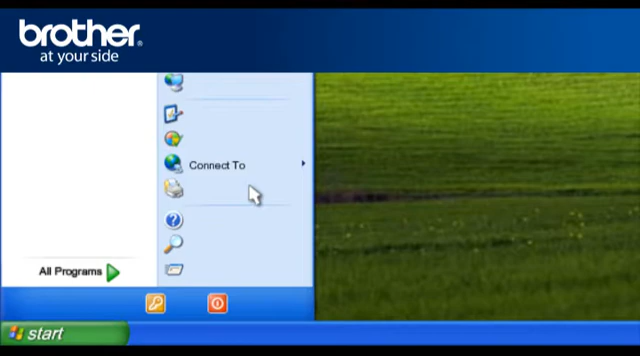 brother
at your side
Connect To
All Programs
start